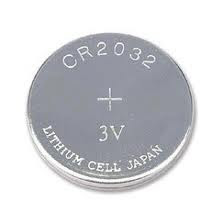 CR2032
+
3V
LITHIUM CELL JAPAN